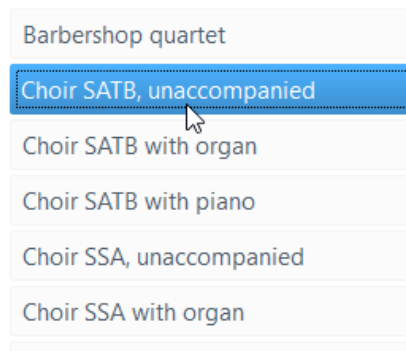 Barbershop quartet
Choir SATB, unaccompanied
Choir SATB with organ
Choir SATB with piano
Choir SSA, unaccompanied
Choir SSA with organ